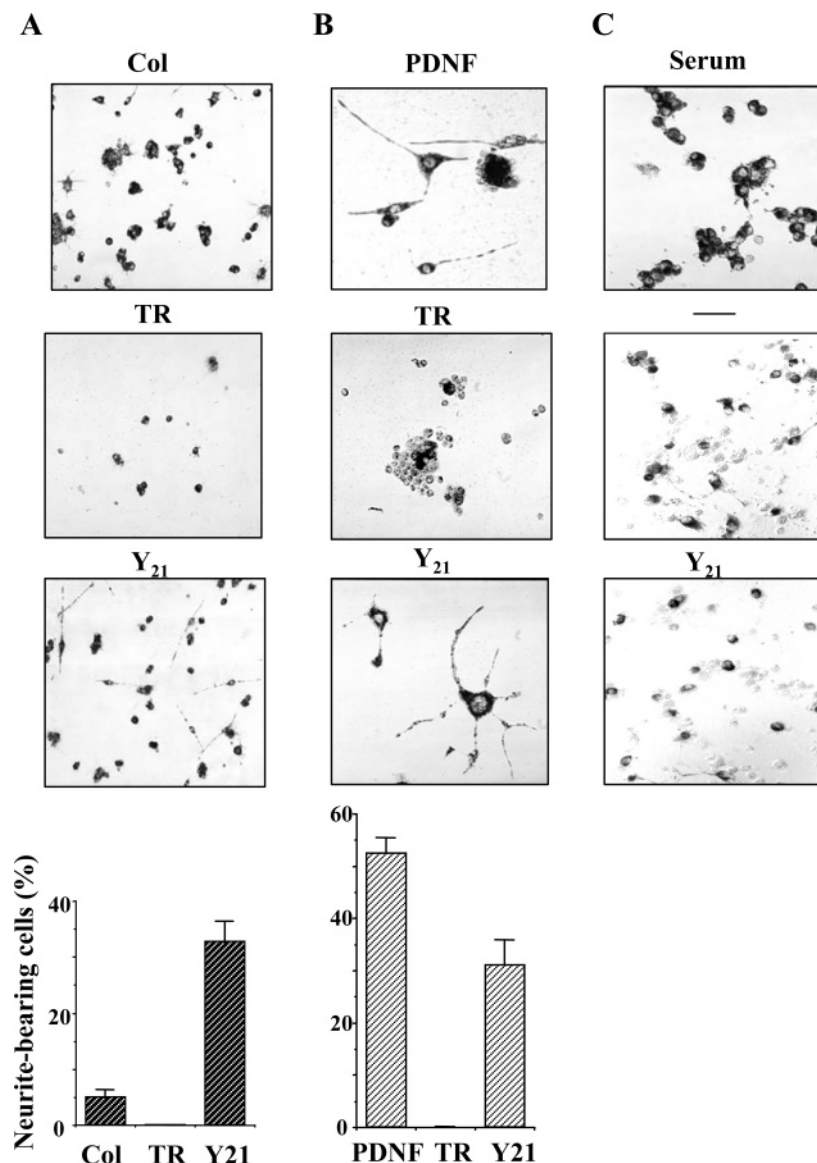 A
B
C
Col
PDNF
Serum
TR
TR
—
Y21
Y21
Y21
Neurite-bearing cells (%)
40
20
0
Col TR Y21
60
40
20
0
PDNF TR Y21